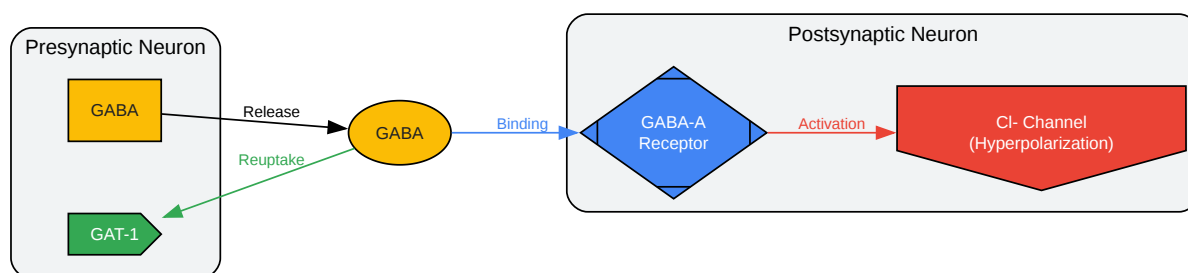 Presynaptic Neuron
GABA
Release
Reuptake
GAT-1
GABA
Binding
Postsynaptic Neuron
GABA-A
Receptor
Activation
Cl- Channel
(Hyperpolarization)